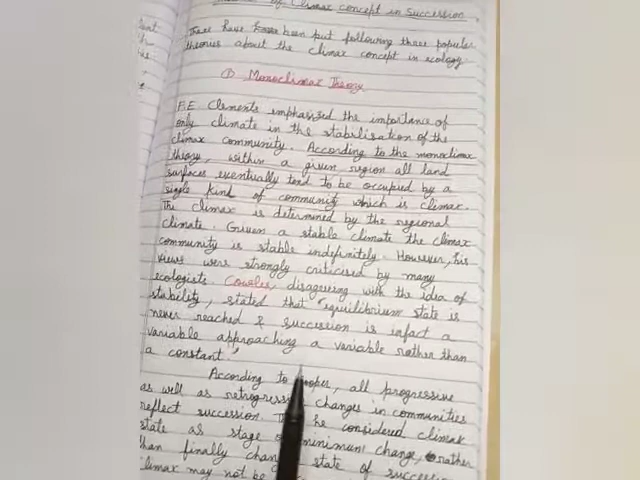 of Climax concept in Succession.
There have been put following three popular
theories about the climax concept in ecology
① Monoclimax Theory
F.E. Clements emphasized the importance of
only climate in the stabilisation of the
climax community. According to the monoclimax
theory, within a given region all land
surfaces eventually tend to be occupied by a
single kind of community which is climax.
The climax is determined by the regional
climate. Given a stable climate the climax
community is stable indefinitely. However, his
views were strongly criticised by many
ecologists. Cowles, disagreeing with the idea of
stability, stated that "equilibrium state is
never reached & succession is infact a
variable approaching a variable rather than
a constant"
According to Cooper, all progressive
as well as retrogressi changes in communities
reflect succession. he considered climax
state as stage minimum change, rather
than finally state of succession
climax may not be